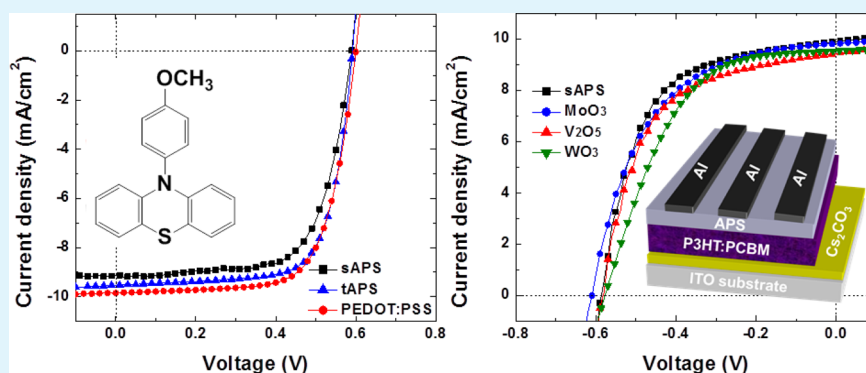 Current density (mA/cm²)
0
-2
-4
-6
-8
-10
OCH₃
N
S
sAPS
tAPS
PEDOT:PSS
0.0
0.2
0.4
0.6
0.8
Voltage (V)
Current density (mA/cm²)
10
8
6
4
2
0
sAPS
MoO₃
V₂O₅
WO₃
Al
Al
Al
APS
P3HT:PCBM
Cs₂CO₃
ITO substrate
-0.8
-0.6
-0.4
-0.2
0.0
Voltage (V)